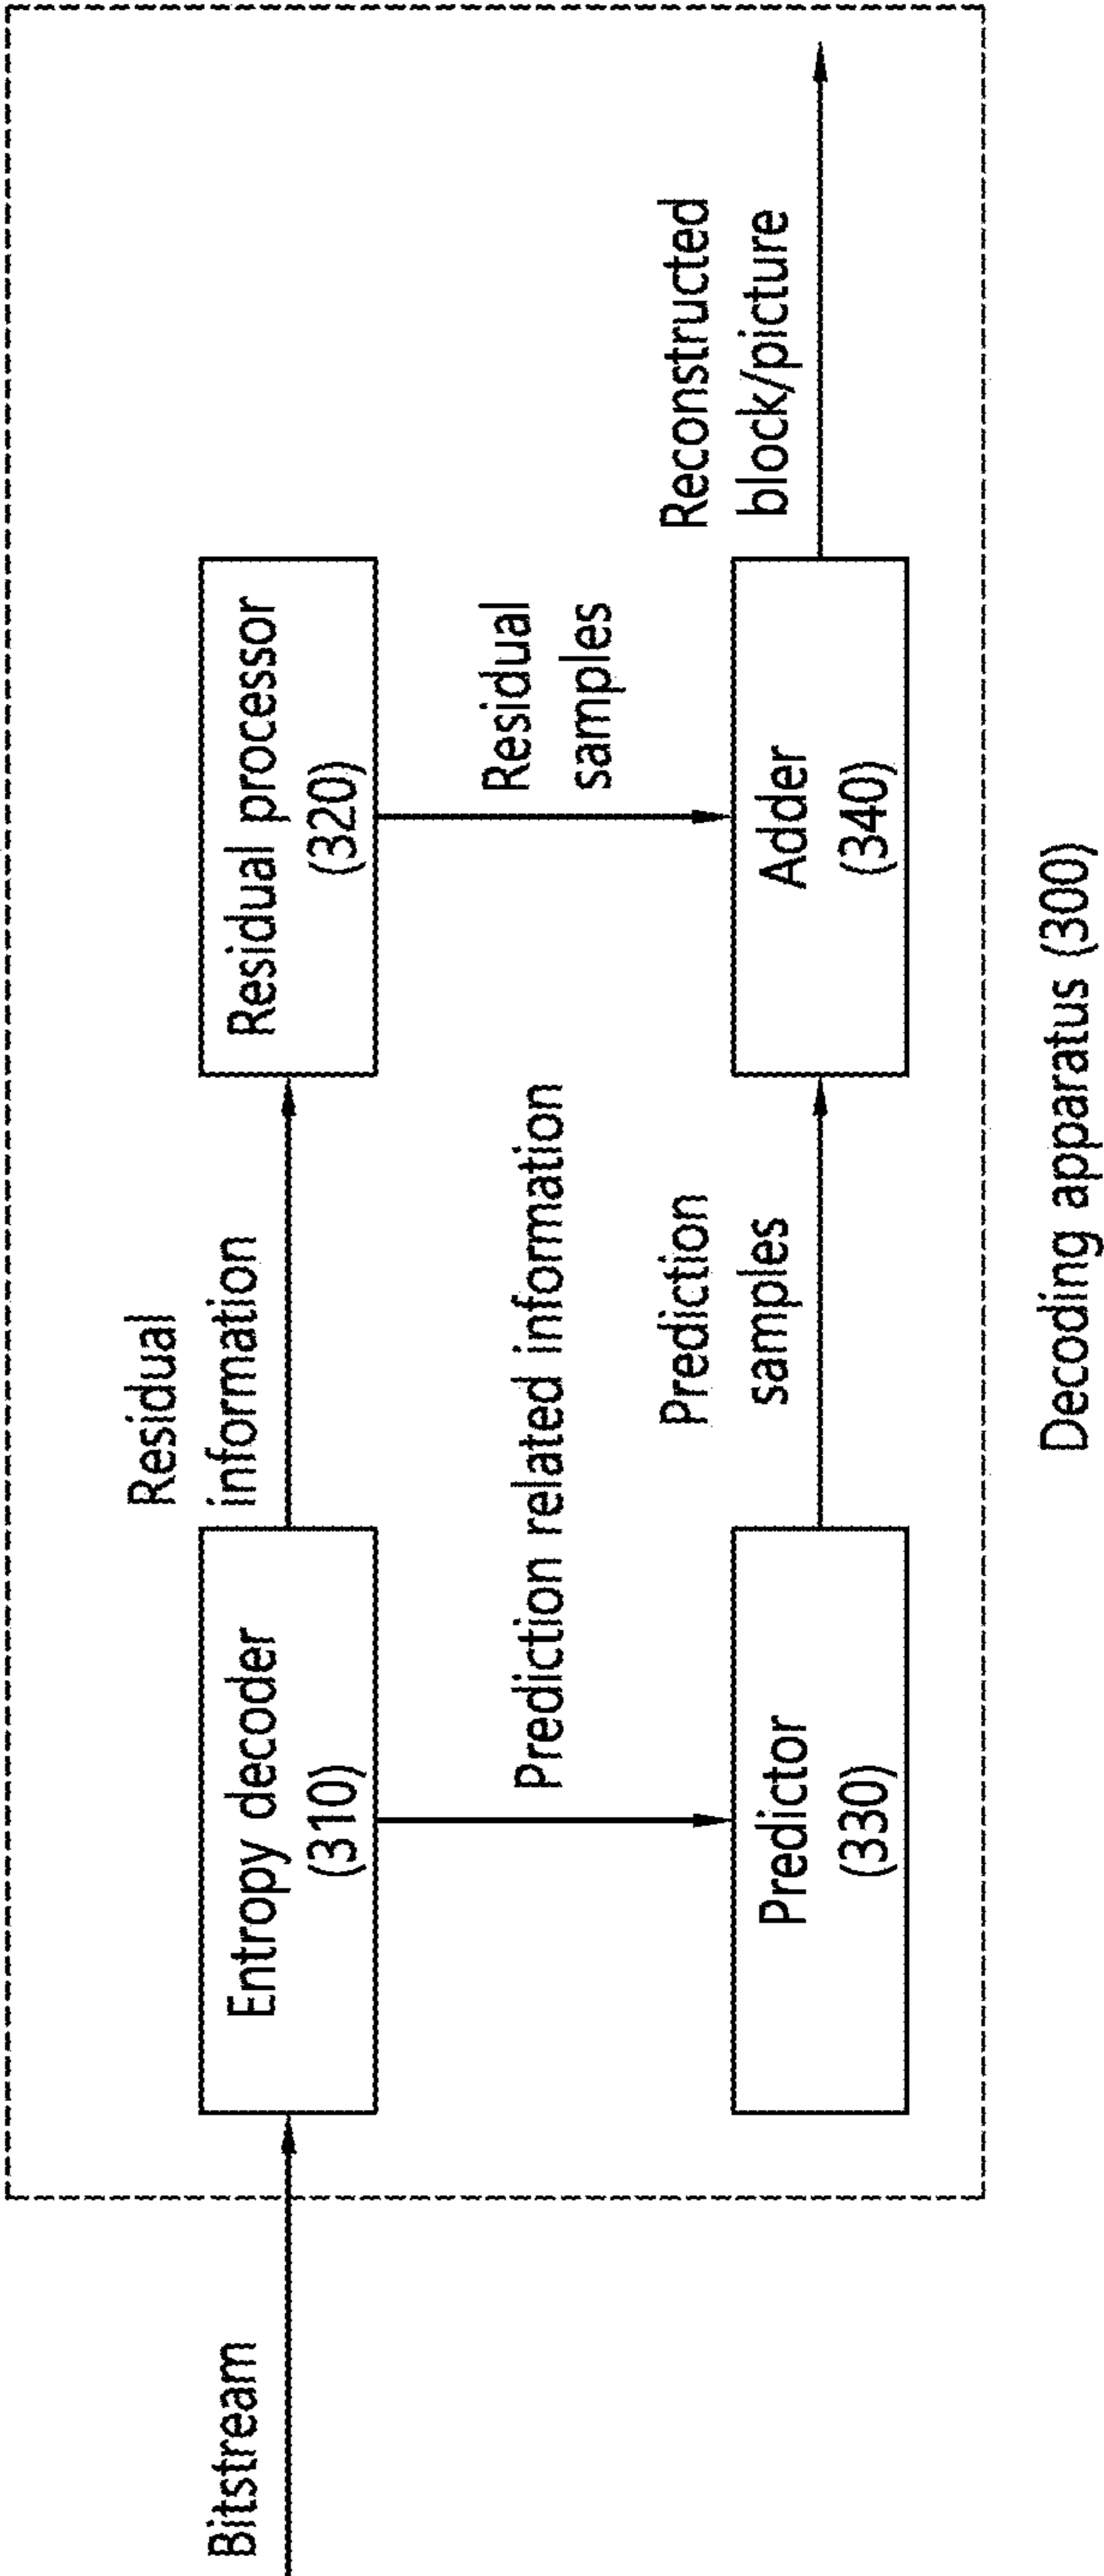 Bitstream
Residual
information
Entropy decoder
(310)
Residual processor
(320)
Prediction related information
Residual
samples
Prediction
samples
Reconstructed
block/picture
Predictor
(330)
Adder
(340)
Decoding apparatus (300)